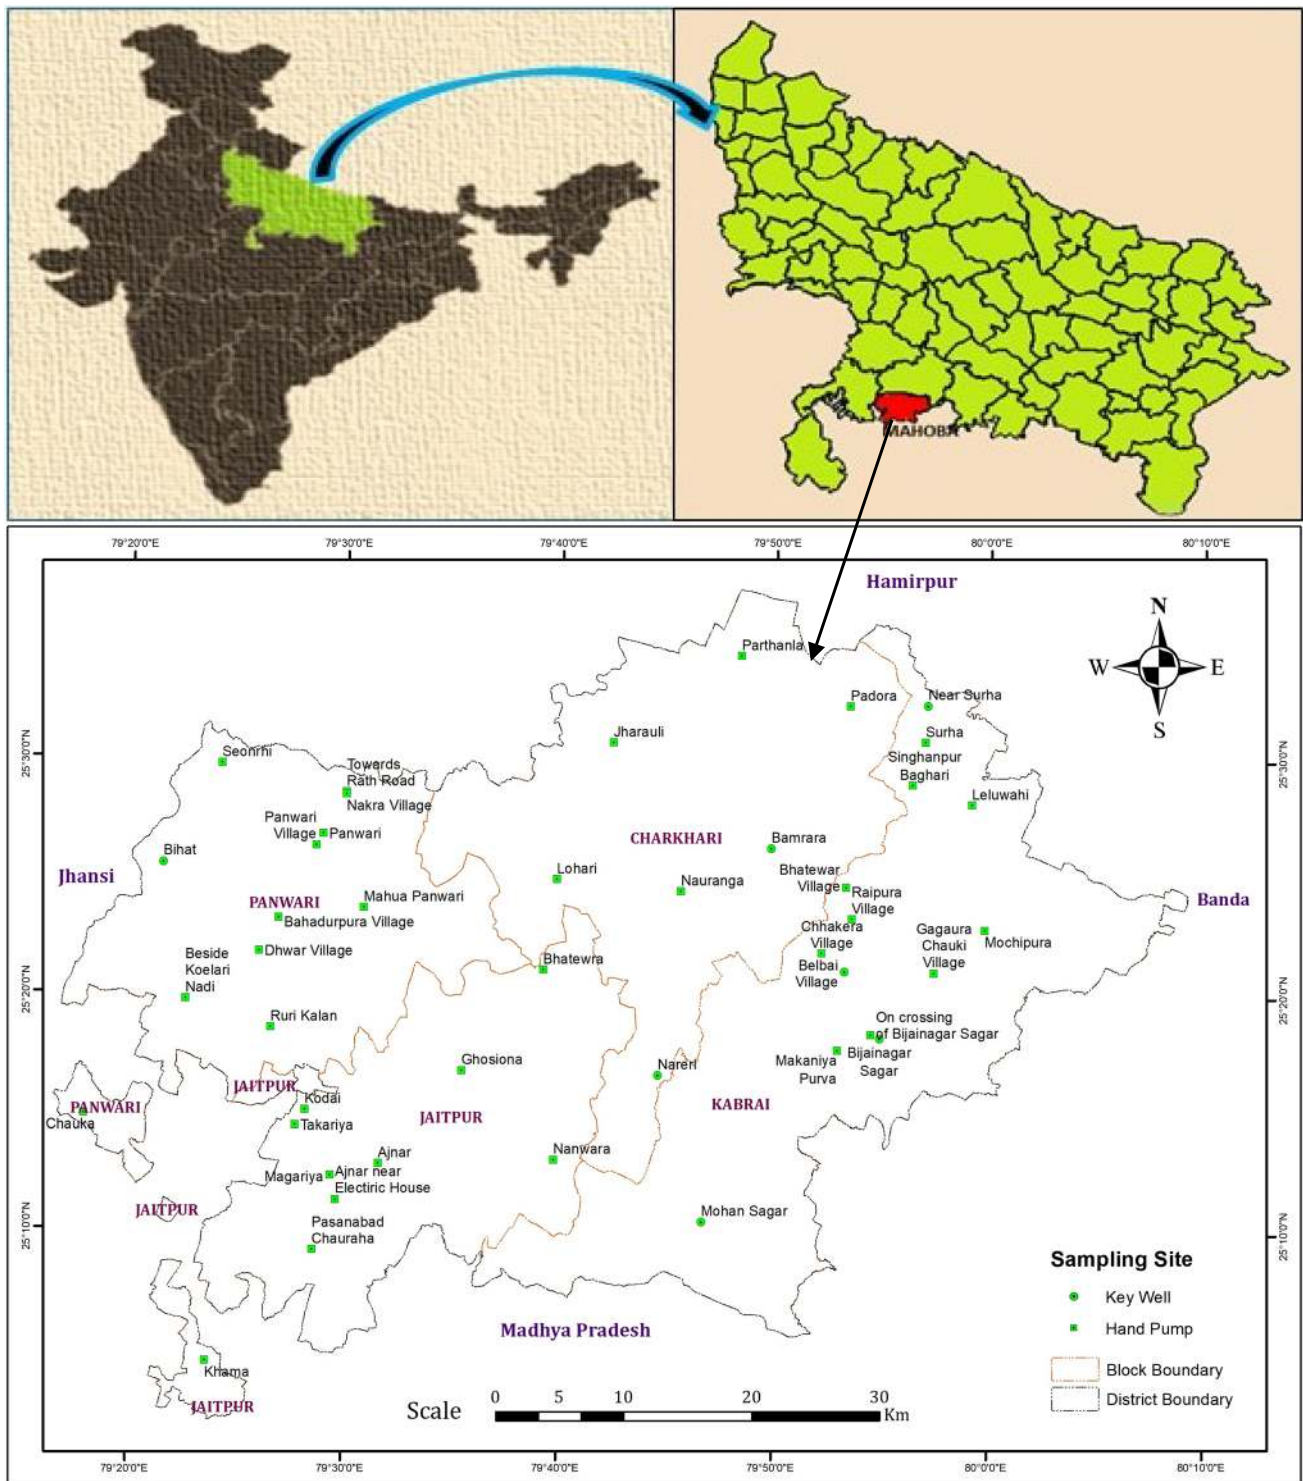 MAHOBA
79°20'0"E
79°30'0"E
79°40'0"E
79°50'0"E
80°0'0"E
80°10'0"E
Hamirpur
N
W
E
S
Parthanla
Padora
Near Surha
Jharauli
Surha
Seonrhi
25°30'0"N
25°30'0"N
Singhanpur
Baghari
Towards
Rath Road
Nakra Village
Leluwahi
Panwari
Village
Panwari
CHARKHARI
Bamrara
Bihat
Jhansi
Lohari
Nauranga
Bhatewar
Village
Raipura
Village
PANWARI
Mahua Panwari
Bahadurpura Village
Banda
Chhakera
Village
Gagaura
Chauki
Village
Mochipura
Dhwar Village
Beside
Koelari
Nadi
Bhatewra
Belbai
Village
25°20'0"N
25°20'0"N
Ruri Kalan
On crossing
of Bijainagar Sagar
Bijainagar
Sagar
Makaniya
Purva
Ghosiona
Nareri
JAITPUR
Kodai
PANWARI
Chauka
Takariya
JAITPUR
KABRAI
Ajnar
Nanwara
Magariya
Ajnar near
Electiric House
JAITPUR
Mohan Sagar
Pasanabad
Chauraha
25°10'0"N
25°10'0"N
Sampling Site
Key Well
Hand Pump
Block Boundary
District Boundary
Madhya Pradesh
Khama
JAITPUR
Scale
0 5 10 20 30
Km
79°20'0"E
79°30'0"E
79°40'0"E
79°50'0"E
80°0'0"E
80°10'0"E